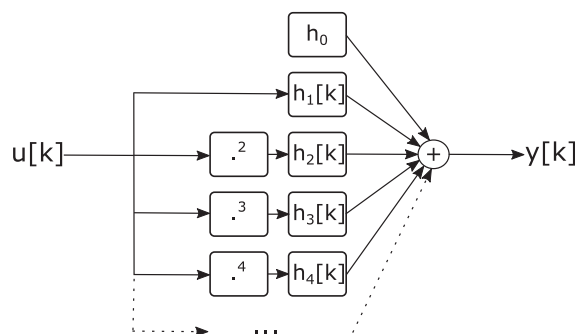 h₀
h₁[k]
u[k] .² h₂[k] + y[k]
.³ h₃[k]
.⁴ h₄[k]
...